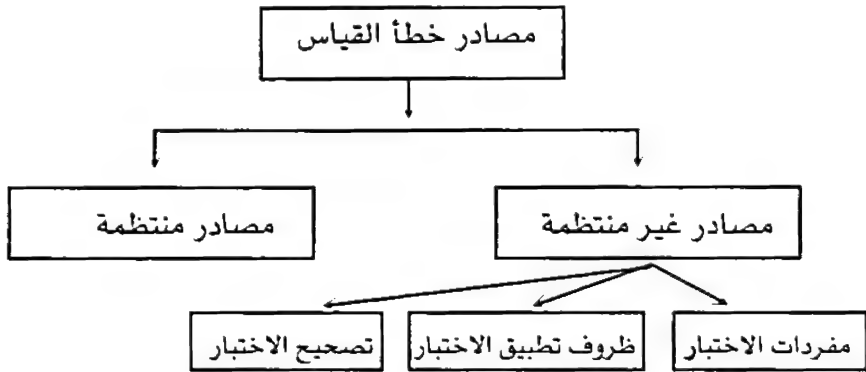 مصادر خطأ القياس
مصادر غير منتظمة
مصادر منتظمة
مفردات الاختبار
ظروف تطبيق الاختبار
تصحيح الاختبار